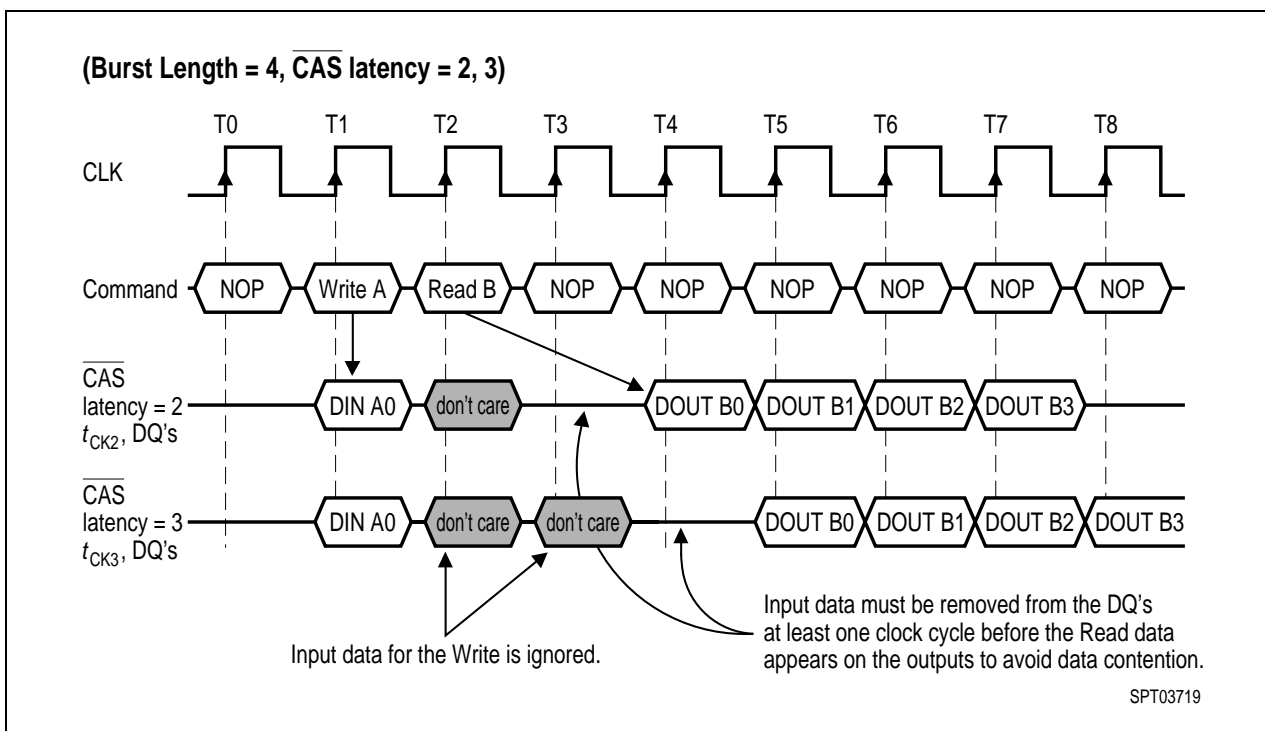 (Burst Length = 4, CAS latency = 2, 3)
T0 T1 T2 T3 T4 T5 T6 T7 T8
CLK
Command NOP Write A Read B NOP NOP NOP NOP NOP NOP
CAS
latency = 2 DIN A0 don't care DOUT B0 DOUT B1 DOUT B2 DOUT B3
tCK2, DQ's
CAS
latency = 3 DIN A0 don't care don't care DOUT B0 DOUT B1 DOUT B2 DOUT B3
tCK3, DQ's
Input data for the Write is ignored.
Input data must be removed from the DQ's
at least one clock cycle before the Read data
appears on the outputs to avoid data contention.
SPT03719